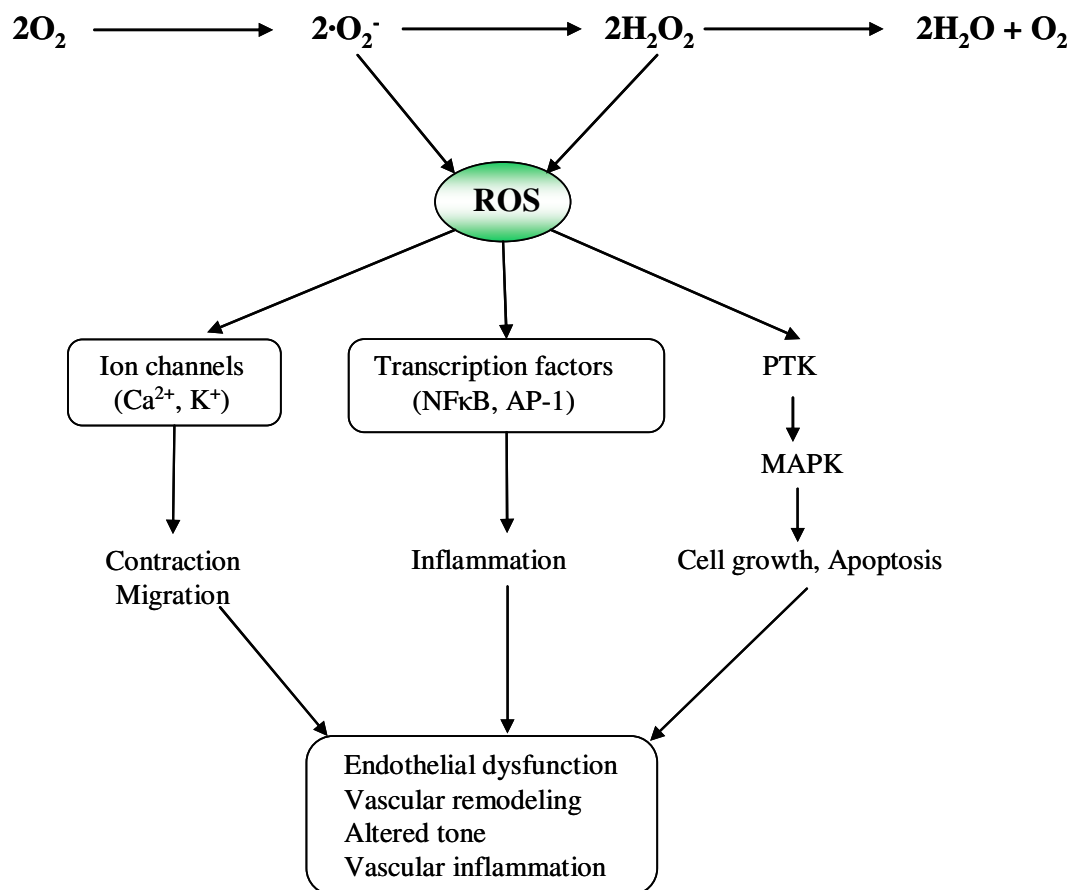 2O₂ 2·O₂⁻ 2H₂O₂ 2H₂O + O₂
ROS
Ion channels
(Ca²⁺, K⁺)
Transcription factors
(NFκB, AP-1)
PTK
MAPK
Contraction
Migration
Inflammation
Cell growth, Apoptosis
Endothelial dysfunction
Vascular remodeling
Altered tone
Vascular inflammation